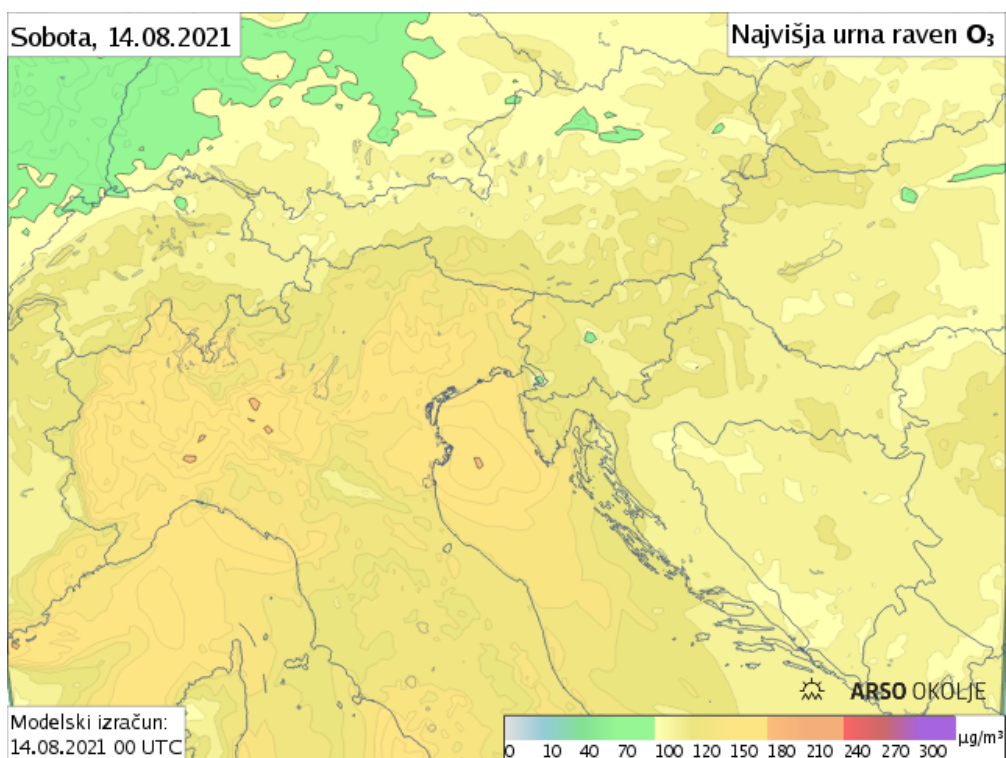 Sobota, 14.08.2021
Najvišja urna raven O₃
ARSO OKOLJE
Modelski izračun:
14.08.2021 00 UTC
0 10 40 70 100 120 150 180 210 240 270 300 µg/m³